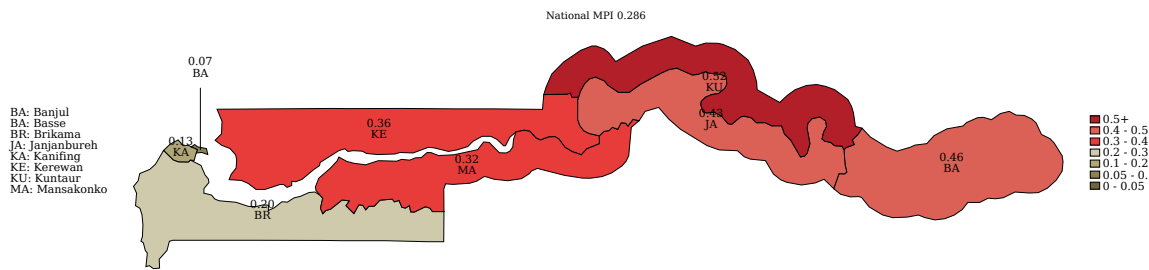 National MPI 0.286
0.07
BA
0.52
KU
BA: Banjul
BA: Basse
BR: Brikama
JA: Janjanbureh
KA: Kanifing
KE: Kerewan
KU: Kuntaur
MA: Mansakonko
0.13
KA
0.36
KE
0.43
JA
0.32
MA
0.46
BA
0.20
BR
0.5+
0.4 - 0.5
0.3 - 0.4
0.2 - 0.3
0.1 - 0.2
0.05 - 0.
0 - 0.05